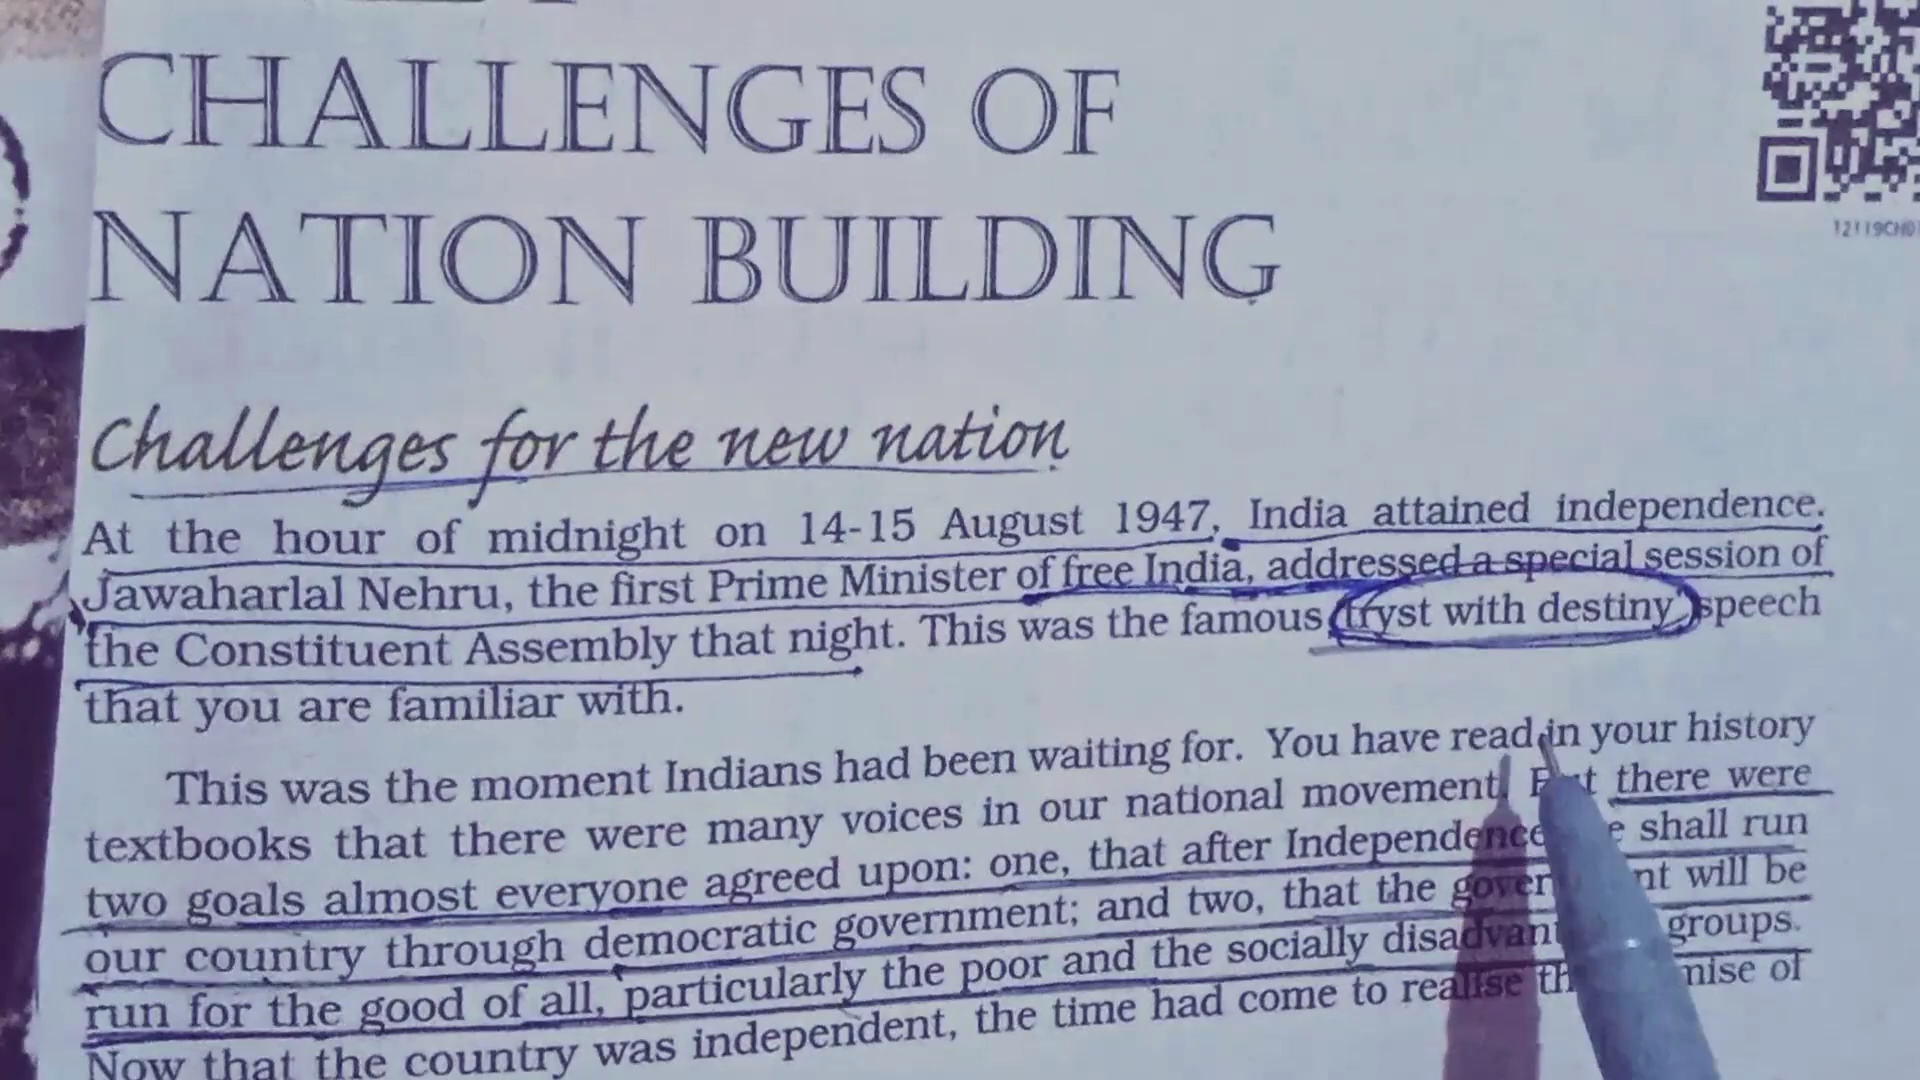 CHALLENGES OF
NATION BUILDING
12119CH0
Challenges for the new nation
At the hour of midnight on 14-15 August 1947, India attained independence.
Jawaharlal Nehru, the first Prime Minister of free India, addressed a special session of
the Constituent Assembly that night. This was the famous tryst with destiny speech
that you are familiar with.
This was the moment Indians had been waiting for. You have read in your history
textbooks that there were many voices in our national movement. But there were
two goals almost everyone agreed upon: one, that after Independence shall run
our country through democratic government; and two, that the government will be
run for the good of all, particularly the poor and the socially groups.
Now that the country was independent, the time had come to realise of